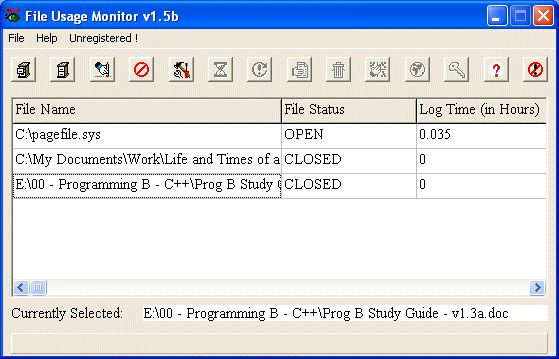 File Usage Monitor v1.5b
File Help Unregistered !
File Name File Status Log Time (in Hours)
C:\pagefile.sys OPEN 0.035
C:\My Documents\Work\Life and Times of a CLOSED 0
E:\00 - Programming B - C++\Prog B Study G CLOSED 0
Currently Selected: E:\00 - Programming B - C++\Prog B Study Guide - v1.3a.doc